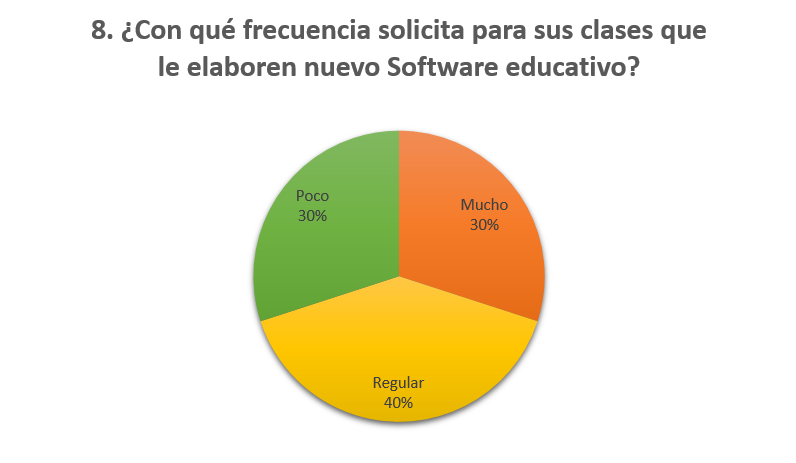 8. ¿Con qué frecuencia solicita para sus clases que
le elaboren nuevo Software educativo?
Poco
30%
Mucho
30%
Regular
40%